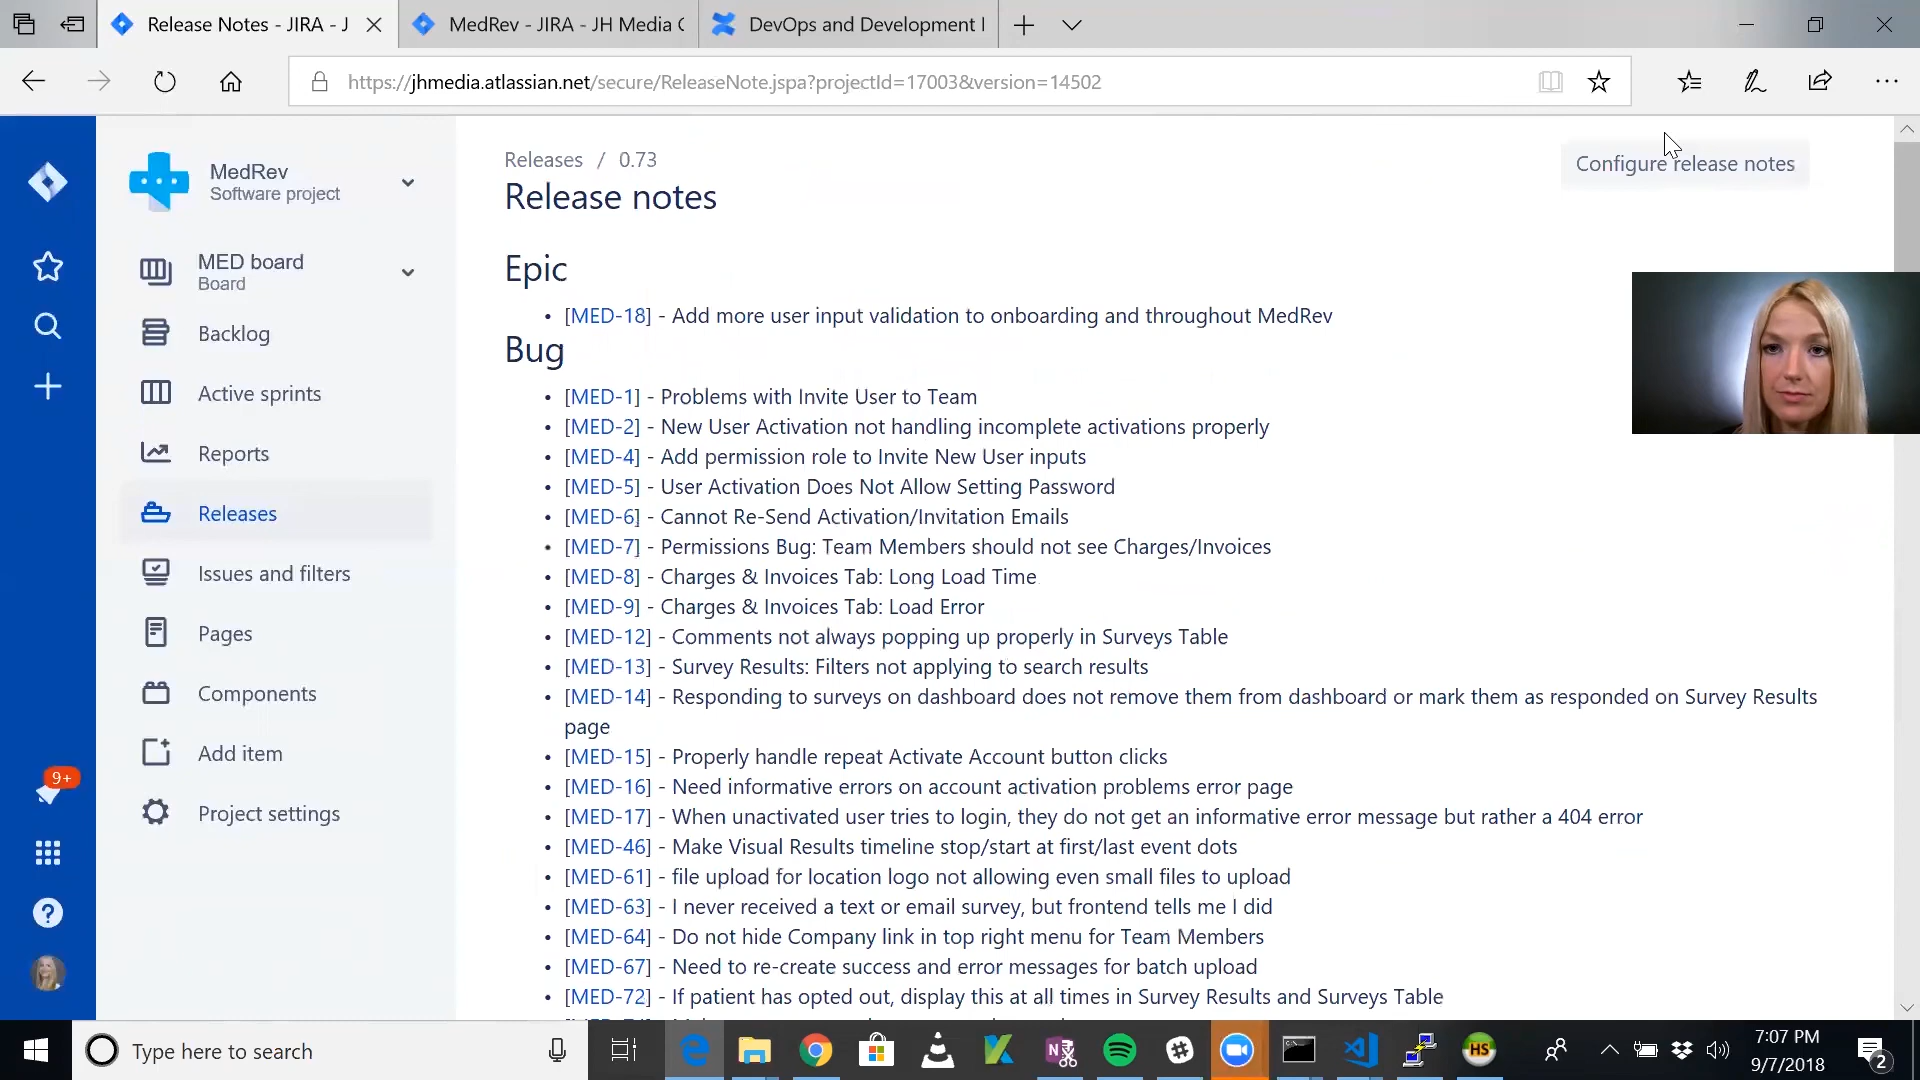 Release Notes - JIRA - J
MedRev - JIRA - JH Media C
DevOps and Development I
https://jhmedia.atlassian.net/secure/ReleaseNote.jspa?projectId=17003&version=14502
MedRev
Software project
MED board
Board
Backlog
Active sprints
Reports
Releases
Issues and filters
Pages
Components
Add item
Project settings
9+
Releases / 0.73
Configure release notes
Release notes
Epic
• [MED-18] - Add more user input validation to onboarding and throughout MedRev
Bug
• [MED-1] - Problems with Invite User to Team
• [MED-2] - New User Activation not handling incomplete activations properly
• [MED-4] - Add permission role to Invite New User inputs
• [MED-5] - User Activation Does Not Allow Setting Password
• [MED-6] - Cannot Re-Send Activation/Invitation Emails
• [MED-7] - Permissions Bug: Team Members should not see Charges/Invoices
• [MED-8] - Charges & Invoices Tab: Long Load Time
• [MED-9] - Charges & Invoices Tab: Load Error
• [MED-12] - Comments not always popping up properly in Surveys Table
• [MED-13] - Survey Results: Filters not applying to search results
• [MED-14] - Responding to surveys on dashboard does not remove them from dashboard or mark them as responded on Survey Results
page
• [MED-15] - Properly handle repeat Activate Account button clicks
• [MED-16] - Need informative errors on account activation problems error page
• [MED-17] - When unactivated user tries to login, they do not get an informative error message but rather a 404 error
• [MED-46] - Make Visual Results timeline stop/start at first/last event dots
• [MED-61] - file upload for location logo not allowing even small files to upload
• [MED-63] - I never received a text or email survey, but frontend tells me I did
• [MED-64] - Do not hide Company link in top right menu for Team Members
• [MED-67] - Need to re-create success and error messages for batch upload
• [MED-72] - If patient has opted out, display this at all times in Survey Results and Surveys Table
Type here to search
HS
7:07 PM
9/7/2018
2